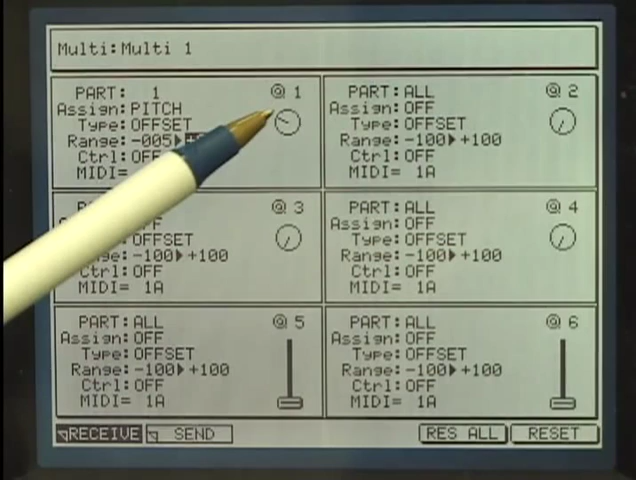 Multi: Multi 1
PART: 1
Assign: PITCH
Type: OFFSET
Range: -005
Ctrl: OFF
MIDI=
@ 1
PART: ALL
Assign: OFF
Type: OFFSET
Range: -100▶+100
Ctrl: OFF
MIDI= 1A
@ 2
OFF
OFFSET
-100▶+100
Ctrl: OFF
MIDI= 1A
@ 3
PART: ALL
Assign: OFF
Type: OFFSET
Range: -100▶+100
Ctrl: OFF
MIDI= 1A
@ 4
PART: ALL
Assign: OFF
Type: OFFSET
Range: -100▶+100
Ctrl: OFF
MIDI= 1A
@ 5
PART: ALL
Assign: OFF
Type: OFFSET
Range: -100▶+100
Ctrl: OFF
MIDI= 1A
@ 6
RECEIVE SEND RES ALL RESET